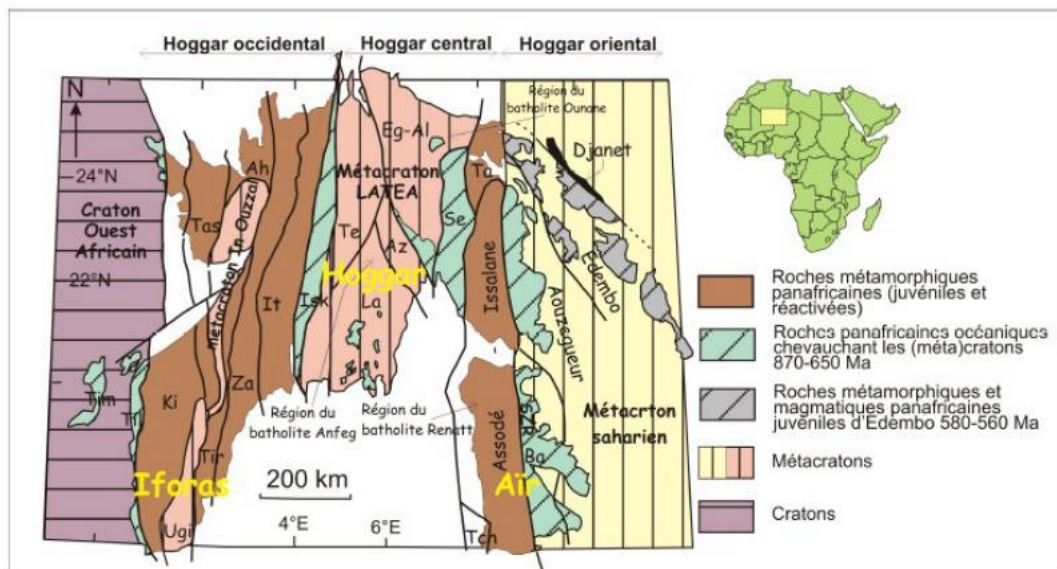 Hoggar occidental
Hoggar central
Hoggar oriental
N
Région du
batholite Ounane
Eg-Al
Djanet
24°N
Ah
Ta
Métacraton
LATEA
Craton
Ouest
Africain
Tas
Métacraton In Ouzzal
Te
Az
Se
Edembo
22°N
Hoggar
It
Isk
La
Issalane
Aouzegueur
Tim
Ti
Ki
Za
Région du
batholite Anfeg
Région du
batholite Renatt
Assodé
Métacrton
saharien
Tir
Ba
Iforas
200 km
Aïr
Ugi
4°E
6°E
Tch
Roches métamorphiques
panafricaines (juvéniles et
réactivées)
Roches panafricaines océaniques
chevauchant les (méta)cratons
870-650 Ma
Roches métamorphiques et
magmatiques panafricaines
juvéniles d'Edembo 580-560 Ma
Métacratons
Cratons